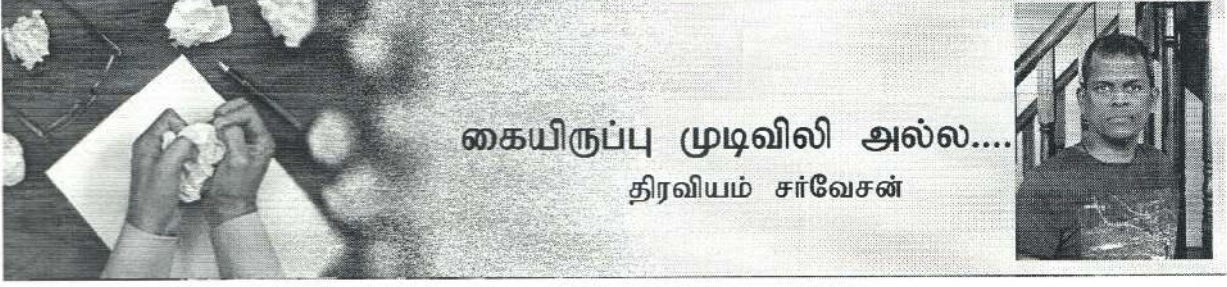 கையிருப்பு முடிவிலி அல்ல....
திரவியம் சர்வேசன்